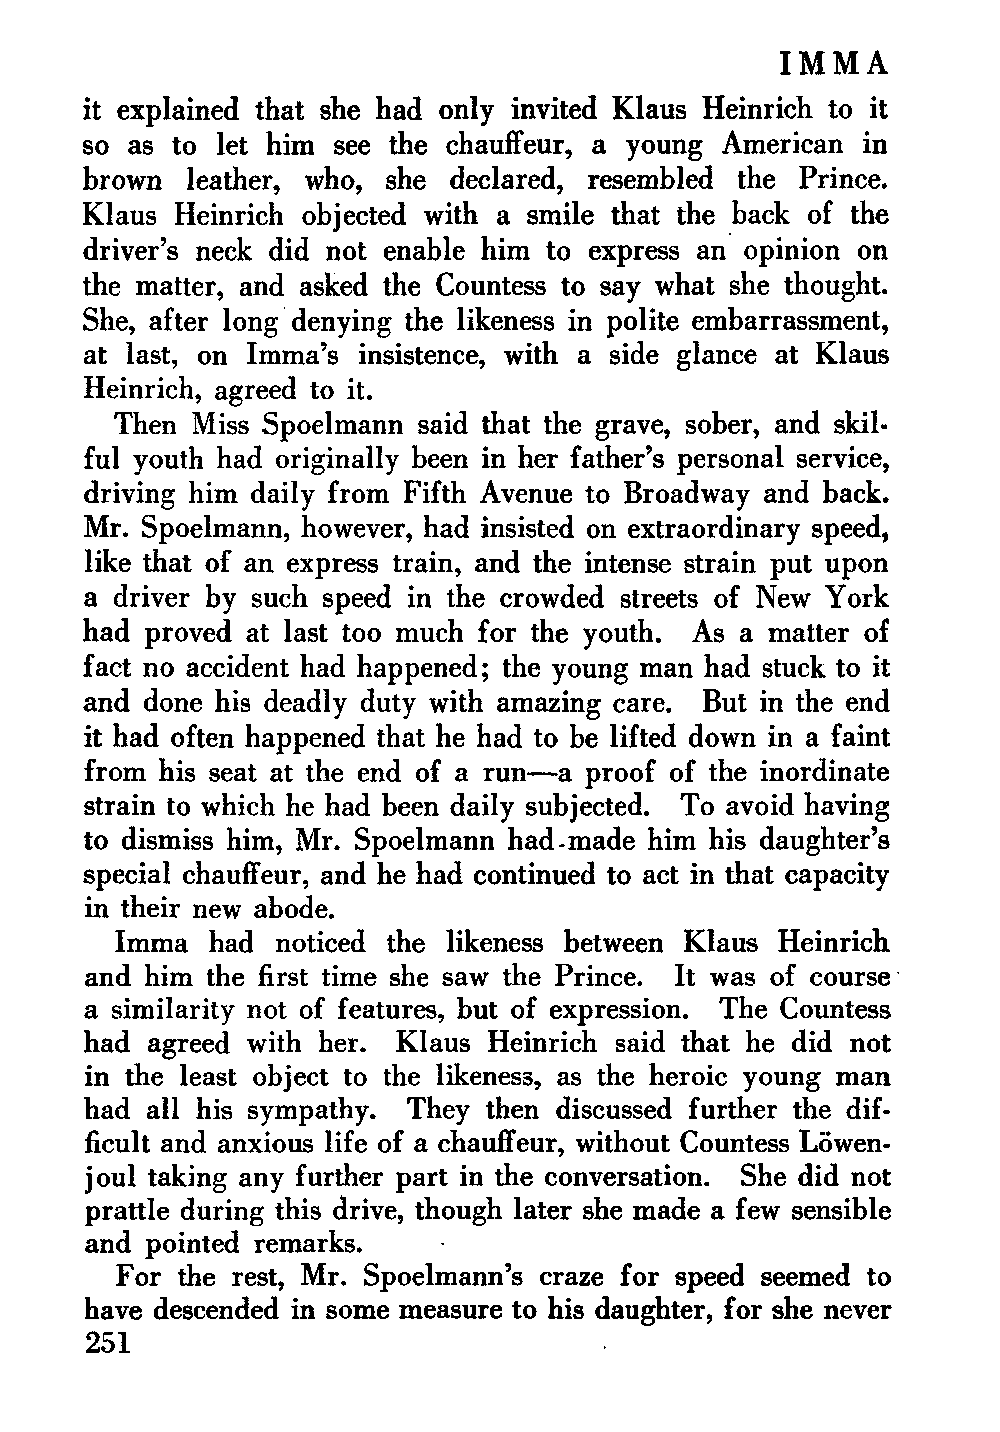 IMMA
it explained that she had only invited Klaus Heinrich to it
so as to let him see the chauffeur, a young American in
brown leather, who, she declared, resembled the Prince.
Klaus Heinrich objected with a smile that the back of the
driver's neck did not enable him to express an opinion on
the matter, and asked the Countess to say what she thought.
She, after long denying the likeness in polite embarrassment,
at last, on Imma's insistence, with a side glance at Klaus
Heinrich, agreed to it.
Then Miss Spoelmann said that the grave, sober, and skil-
ful youth had originally been in her father's personal service,
driving him daily from Fifth Avenue to Broadway and back.
Mr. Spoelmann, however, had insisted on extraordinary speed,
like that of an express train, and the intense strain put upon
a driver by such speed in the crowded streets of New York
had proved at last too much for the youth. As a matter of
fact no accident had happened; the young man had stuck to it
and done his deadly duty with amazing care. But in the end
it had often happened that he had to be lifted down in a faint
from his seat at the end of a run—a proof of the inordinate
strain to which he had been daily subjected. To avoid having
to dismiss him, Mr. Spoelmann had made him his daughter's
special chauffeur, and he had continued to act in that capacity
in their new abode.
Imma had noticed the likeness between Klaus Heinrich
and him the first time she saw the Prince. It was of course
a similarity not of features, but of expression. The Countess
had agreed with her. Klaus Heinrich said that he did not
in the least object to the likeness, as the heroic young man
had all his sympathy. They then discussed further the dif-
ficult and anxious life of a chauffeur, without Countess Löwen-
joul taking any further part in the conversation. She did not
prattle during this drive, though later she made a few sensible
and pointed remarks.
For the rest, Mr. Spoelmann's craze for speed seemed to
have descended in some measure to his daughter, for she never
251